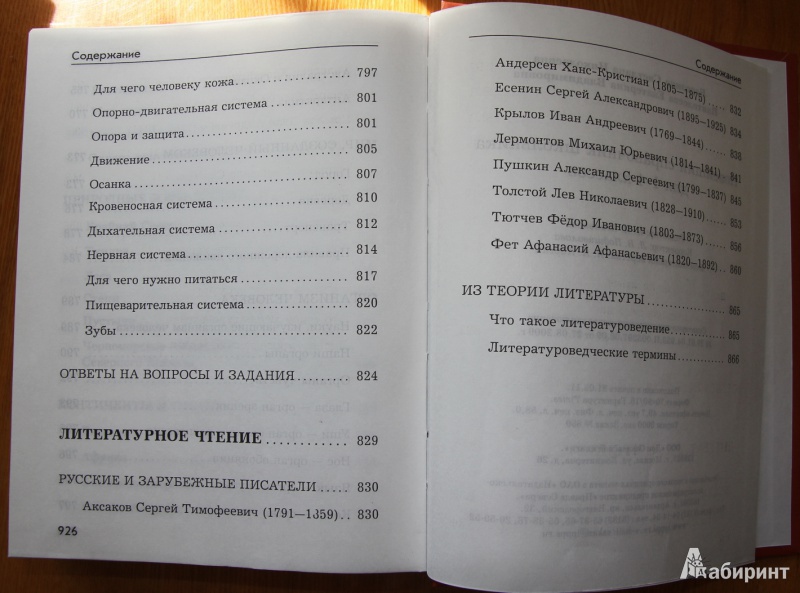 Содержание
Для чего человеку кожа 797
Опорно-двигательная система 801
Опора и защита 801
Движение 805
Осанка 807
Кровеносная система 810
Дыхательная система 812
Нервная система 814
Для чего нужно питаться 817
Пищеварительная система 820
Зубы 822
ОТВЕТЫ НА ВОПРОСЫ И ЗАДАНИЯ 824
ЛИТЕРАТУРНОЕ ЧТЕНИЕ 829
РУССКИЕ И ЗАРУБЕЖНЫЕ ПИСАТЕЛИ 830
Аксаков Сергей Тимофеевич (1791—1859) 830
926
Содержание
Андерсен Ханс-Кристиан (1805—1875) 832
Есенин Сергей Александрович (1895—1925) 834
Крылов Иван Андреевич (1769—1844) 838
Лермонтов Михаил Юрьевич (1814—1841) 841
Пушкин Александр Сергеевич (1799—1837) 845
Толстой Лев Николаевич (1828—1910) 853
Тютчев Фёдор Иванович (1803—1873) 856
Фет Афанасий Афанасьевич (1820—1892) 860
ИЗ ТЕОРИИ ЛИТЕРАТУРЫ 865
Что такое литературоведение 865
Литературоведческие термины 866
Лабиринт